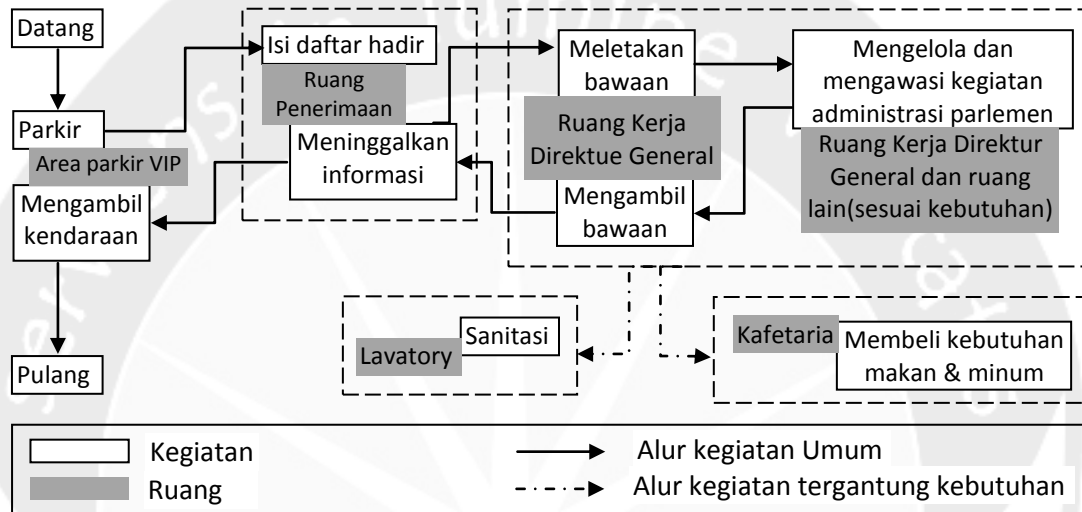 Datang
Parkir
Area parkir VIP
Mengambil
kendaraan
Pulang
Isi daftar hadir
Ruang
Penerimaan
Meninggalkan
informasi
Meletakan
bawaan
Ruang Kerja
Direktue General
Mengambil
bawaan
Mengelola dan
mengawasi kegiatan
administrasi parlemen
Ruang Kerja Direktur
General dan ruang
lain(sesuai kebutuhan)
Lavatory
Sanitasi
Kafetaria
Membeli kebutuhan
makan & minum
Kegiatan
Ruang
Alur kegiatan Umum
Alur kegiatan tergantung kebutuhan